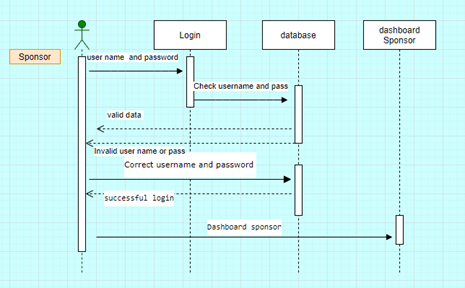 Login
database
dashboard
Sponsor
Sponsor
user name and password
Check username and pass
valid data
Invalid user name or pass
Correct username and password
successful login
Dashboard sponsor